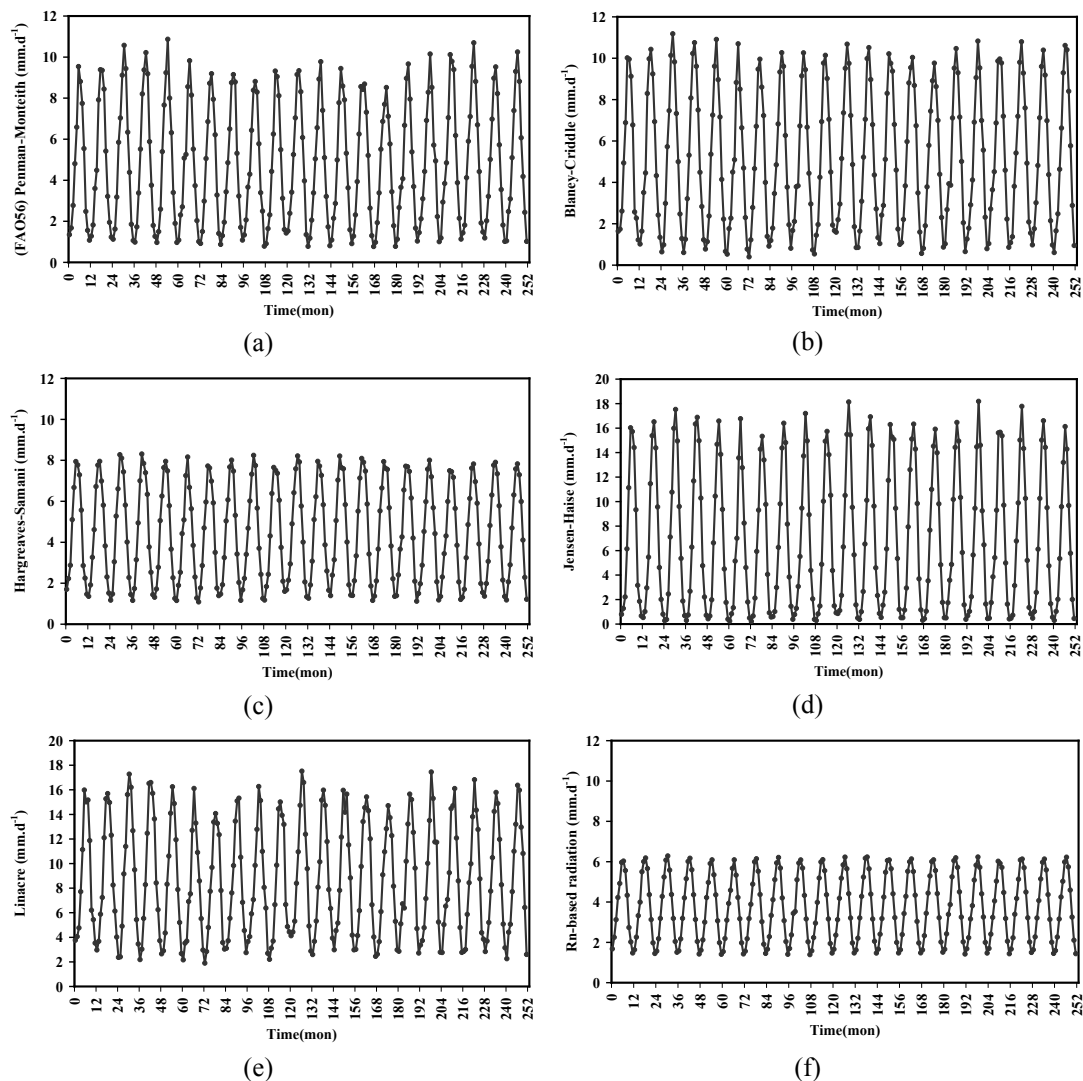 (FAO56) Penman-Monteith (mm.d-1)
12
10
8
6
4
2
0
0 12 24 36 48 60 72 84 96 108 120 132 144 156 168 180 192 204 216 228 240 252
Time(mon)
(a)
Blaney-Criddle (mm.d-1)
12
10
8
6
4
2
0
0 12 24 36 48 60 72 84 96 108 120 132 144 156 168 180 192 204 216 228 240 252
Time(mon)
(b)
Hargreaves-Samani (mm.d-1)
12
10
8
6
4
2
0
0 12 24 36 48 60 72 84 96 108 120 132 144 156 168 180 192 204 216 228 240 252
Time(mon)
(c)
Jensen-Haise (mm.d-1)
20
18
16
14
12
10
8
6
4
2
0
0 12 24 36 48 60 72 84 96 108 120 132 144 156 168 180 192 204 216 228 240 252
Time(mon)
(d)
Linacre (mm.d-1)
20
18
16
14
12
10
8
6
4
2
0
0 12 24 36 48 60 72 84 96 108 120 132 144 156 168 180 192 204 216 228 240 252
Time(mon)
(e)
Rn-based radiation (mm.d-1)
12
10
8
6
4
2
0
0 12 24 36 48 60 72 84 96 108 120 132 144 156 168 180 192 204 216 228 240 252
Time(mon)
(f)